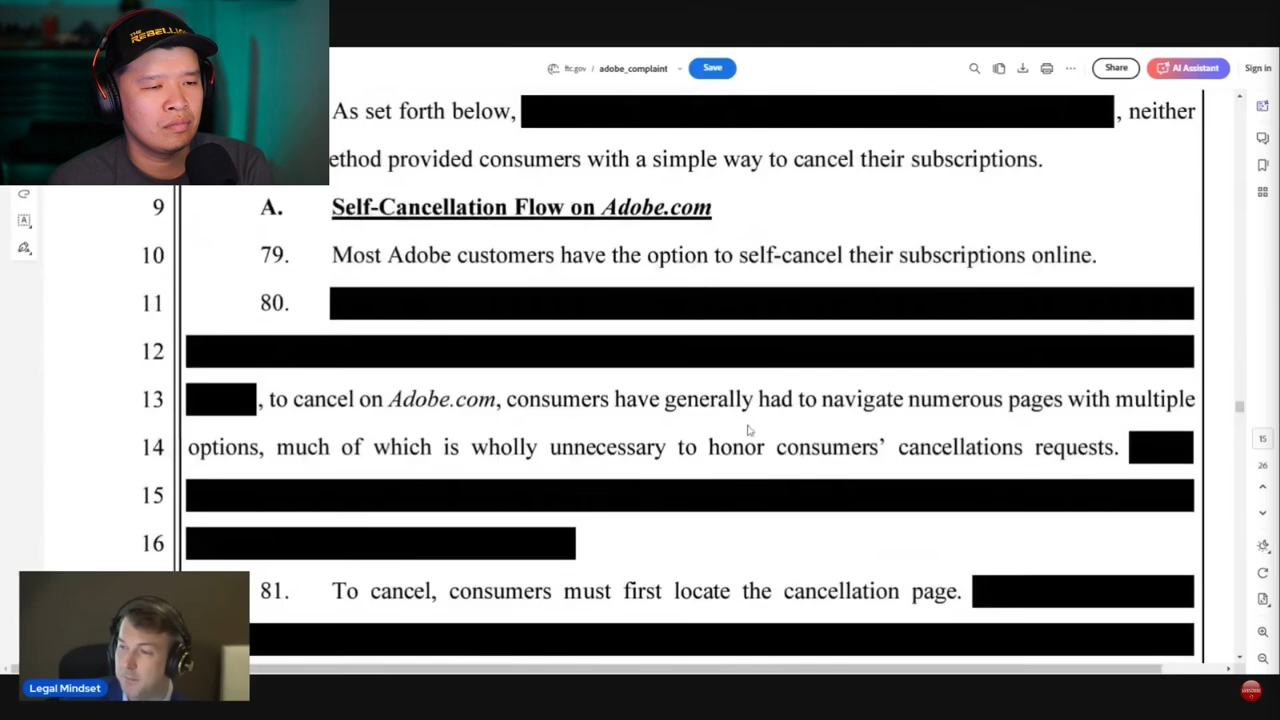 THE
REBELLI
ftc.gov
adobe_complaint
Save
Share
AI Assistant
Sign in
As set forth below, , neither
ethod provided consumers with a simple way to cancel their subscriptions.
9 A. Self-Cancellation Flow on Adobe.com
10 79. Most Adobe customers have the option to self-cancel their subscriptions online.
11 80.
12
13 , to cancel on Adobe.com, consumers have generally had to navigate numerous pages with multiple
14 options, much of which is wholly unnecessary to honor consumers’ cancellations requests.
15
16
81. To cancel, consumers must first locate the cancellation page.
15
26
Legal Mindset